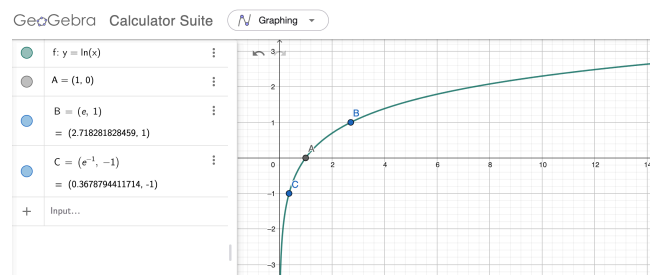 GeoGebra Calculator Suite Graphing
f: y = ln(x)
A = (1, 0)
B = (e, 1)
= (2.718281828459, 1)
C = (e⁻¹, −1)
= (0.3678794411714, -1)
+ Input...
3
2
1
0 2 4 6 8 10 12 14
−1
−2
−3
A
B
C